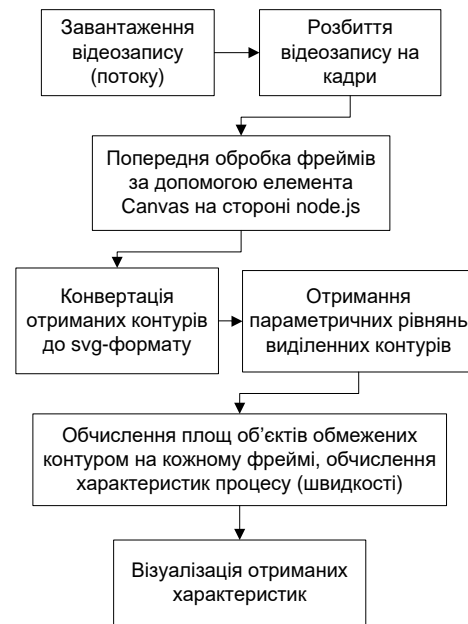 Завантаження
відеозапису
(потоку)
Розбиття
відеозапису на
кадри
Попередня обробка фреймів
за допомогою елемента
Canvas на стороні node.js
Конвертація
отриманих контурів
до svg-формату
Отримання
параметричних рівнянь
виділенних контурів
Обчислення площ об’єктів обмежених
контуром на кожному фреймі, обчислення
характеристик процесу (швидкості)
Візуалізація отриманих
характеристик